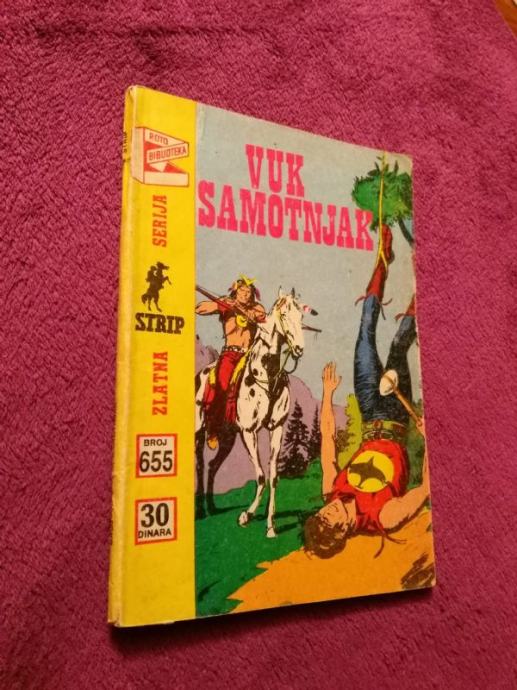 ROTO
BIBLIOTEKA
ZLATNA SERIJA
STRIP
BROJ
655
30
DINARA
VUK
SAMOTNJAK